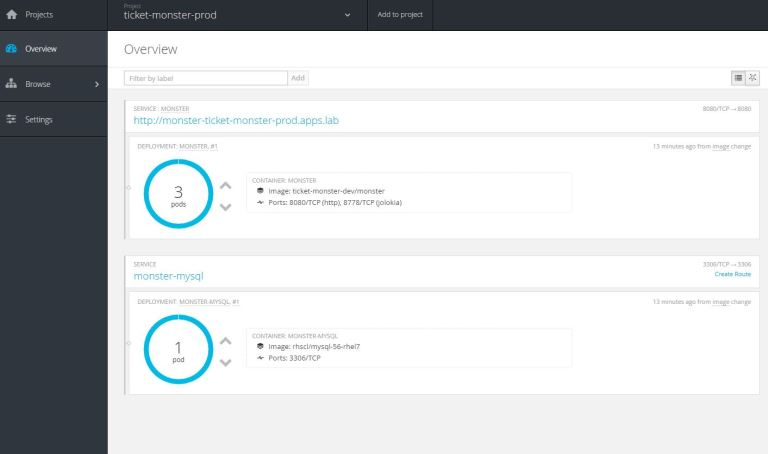 Projects
Project
ticket-monster-prod
Add to project
Overview
Overview
Browse
Settings
Filter by label
Add
SERVICE : MONSTER
8080/TCP → 8080
http://monster-ticket-monster-prod.apps.lab
DEPLOYMENT: MONSTER, #1
13 minutes ago from image change
3
pods
CONTAINER: MONSTER
Image: ticket-monster-dev/monster
Ports: 8080/TCP (http), 8778/TCP (jolokia)
SERVICE
3306/TCP → 3306
monster-mysql
Create Route
DEPLOYMENT: MONSTER-MYSQL, #1
13 minutes ago from image change
1
pod
CONTAINER: MONSTER-MYSQL
Image: rhscl/mysql-56-rhel7
Ports: 3306/TCP